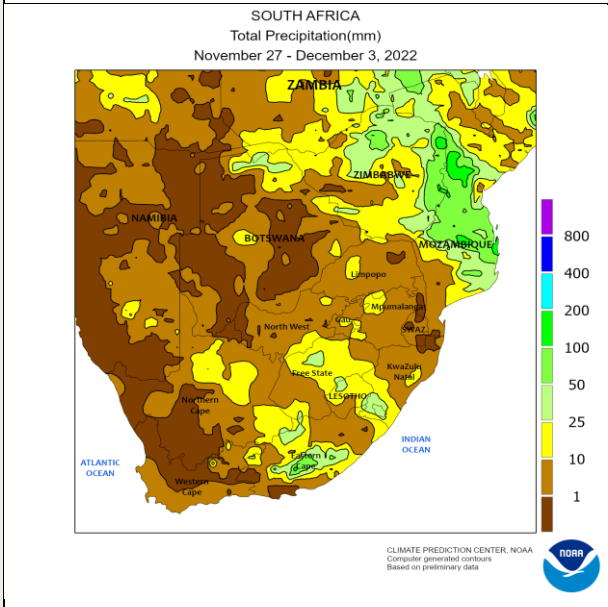 SOUTH AFRICA
Total Precipitation(mm)
November 27 - December 3, 2022
ZAMBIA
ZIMBABWE
NAMIBIA
BOTSWANA
MOZAMBIQUE
Limpopo
Mpumalanga
Gau
North West
SWAZ.
Free State
KwaZulu
Natal
LESOTHO
Northern
Cape
Eastern
Cape
Western
Cape
ATLANTIC
OCEAN
INDIAN
OCEAN
800
400
200
100
50
25
10
1
CLIMATE PREDICTION CENTER, NOAA
Computer generated contours
Based on preliminary data
NOAA